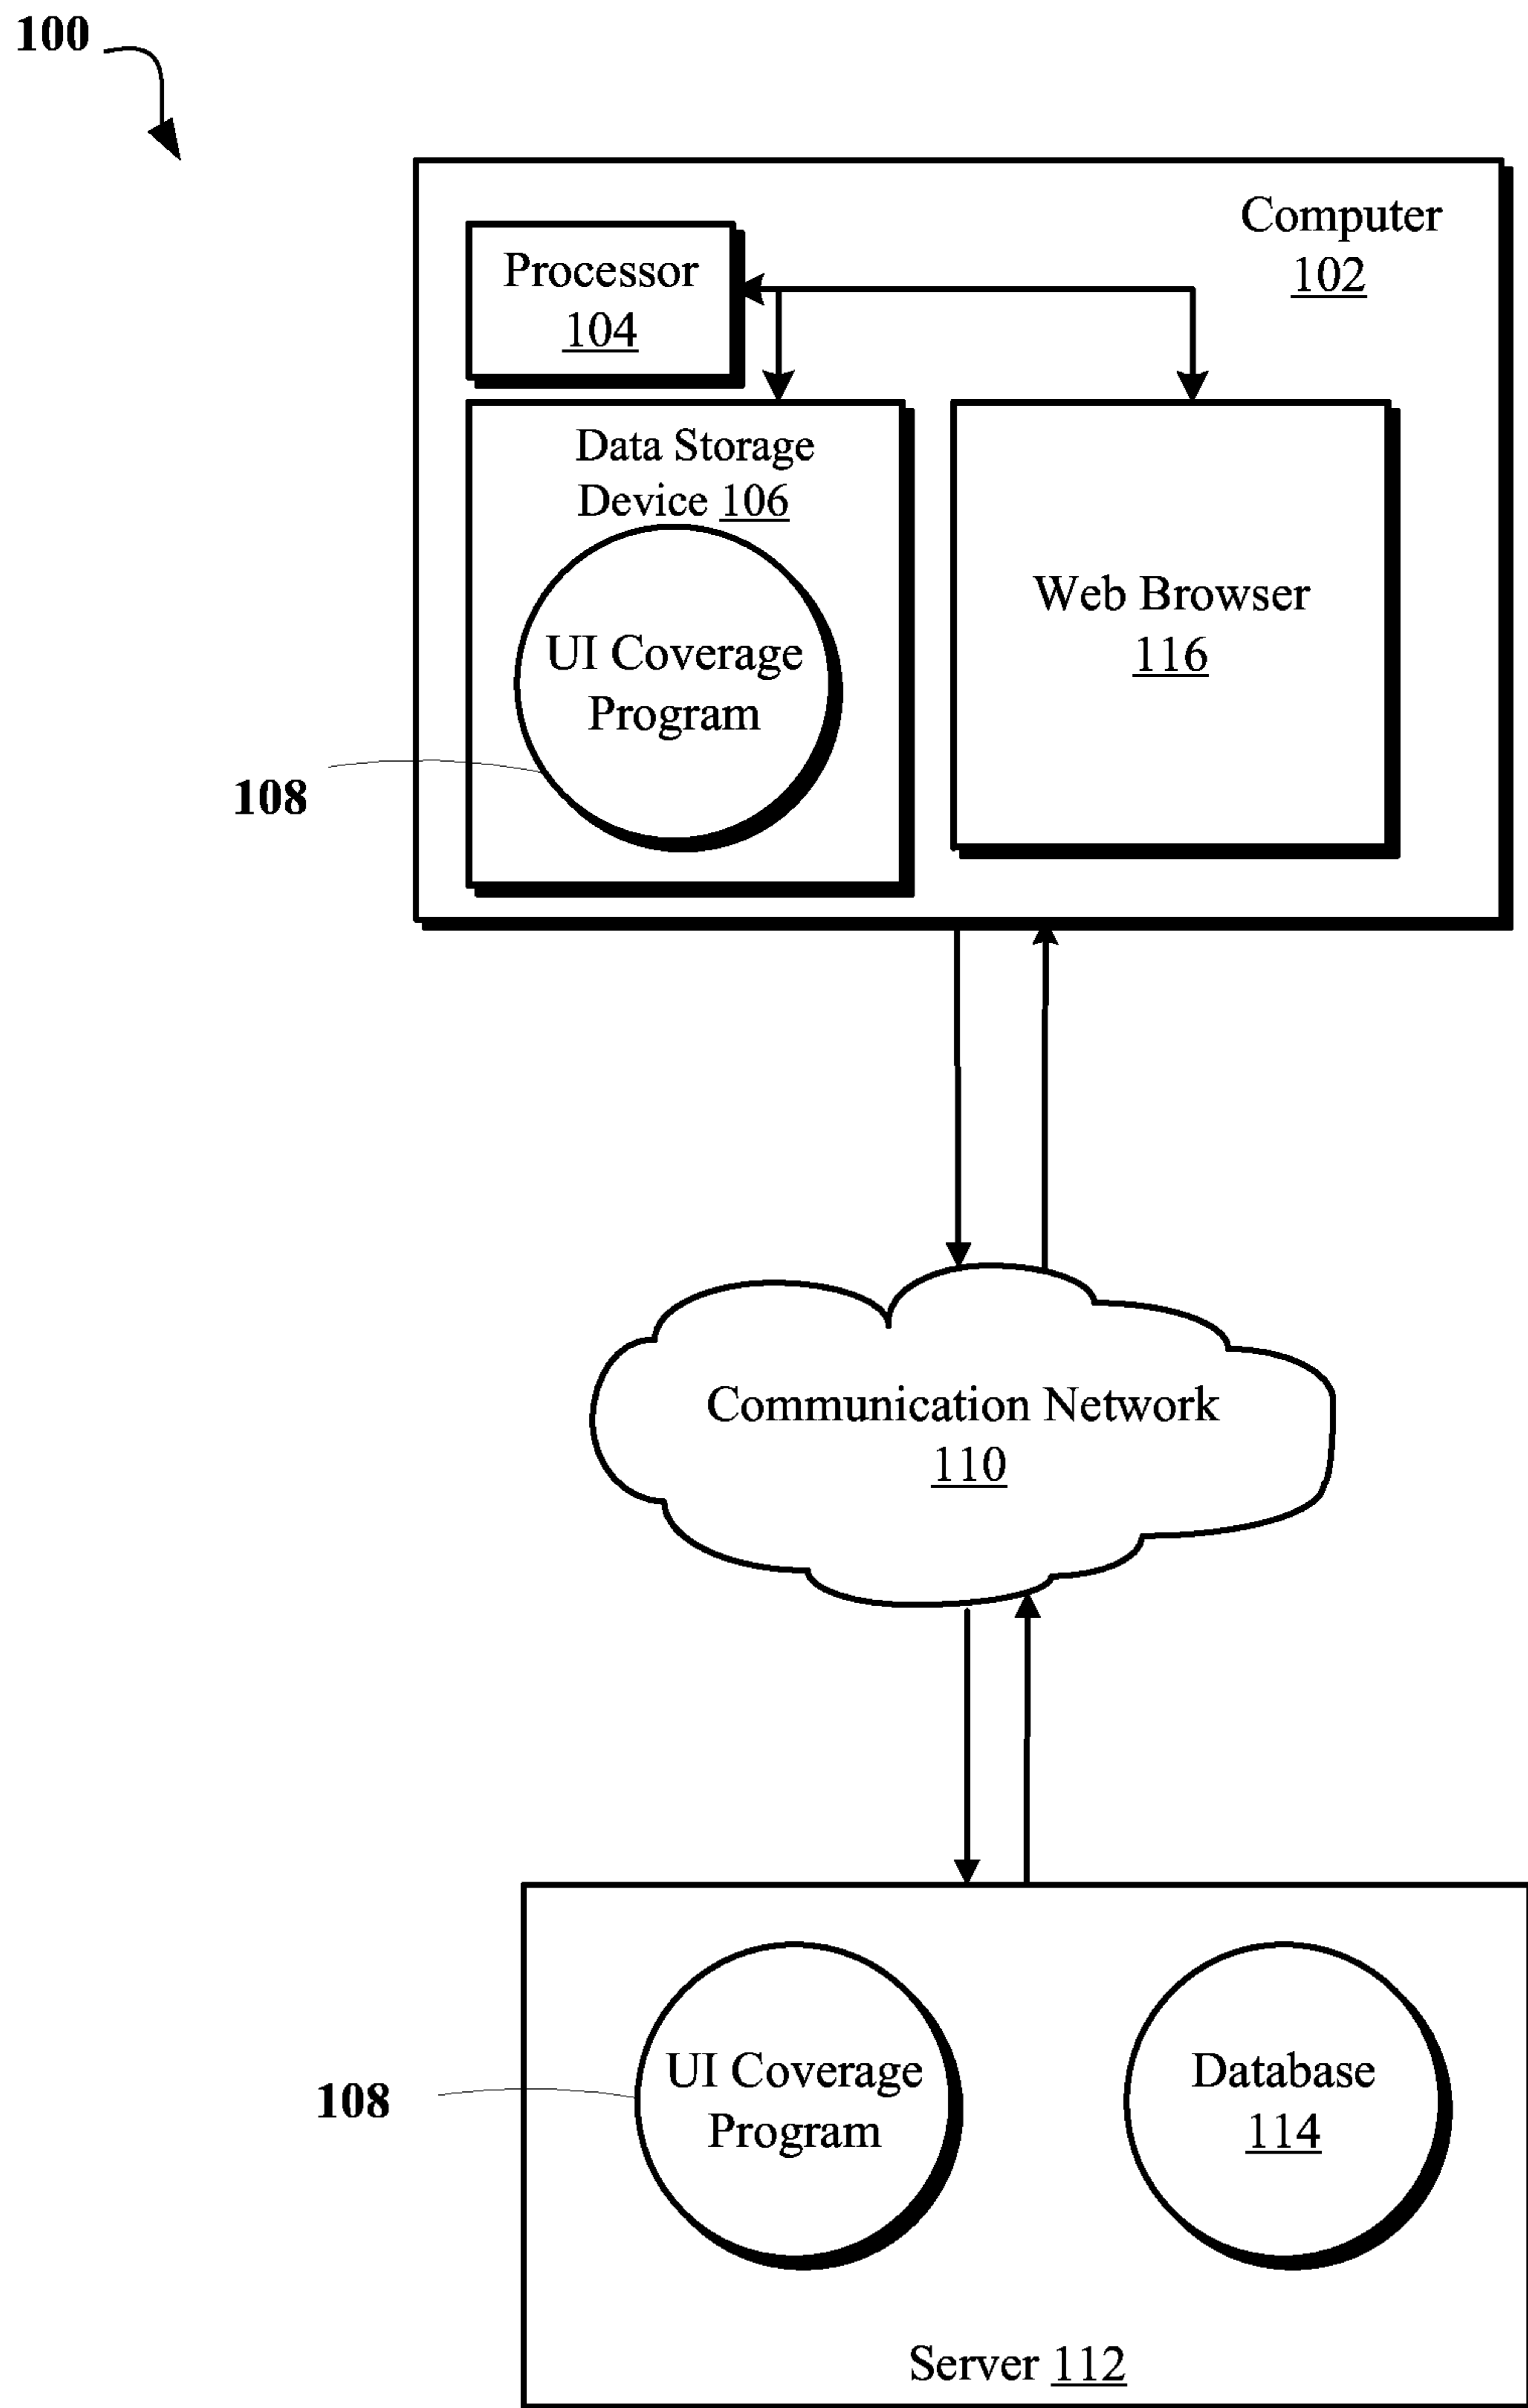 100
Computer
102
Processor
104
Data Storage
Device 106
UI Coverage
Program
108
Web Browser
116
Communication Network
110
UI Coverage
Program
108
Database
114
Server 112